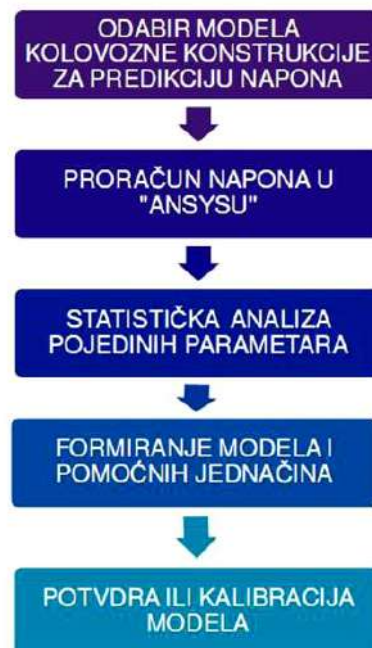 ODABIR MODELA
KOLOVOZNE KONSTRUKCIJE
ZA PREDIKCIJU NAPONA
PRORAČUN NAPONA U
"ANSYSU"
STATISTIČKA ANALIZA
POJEDINIH PARAMETARA
FORMIRANJE MODELA I
POMOĆNIH JEDNAČINA
POTVDRA ILI KALIBRACIJA
MODELA